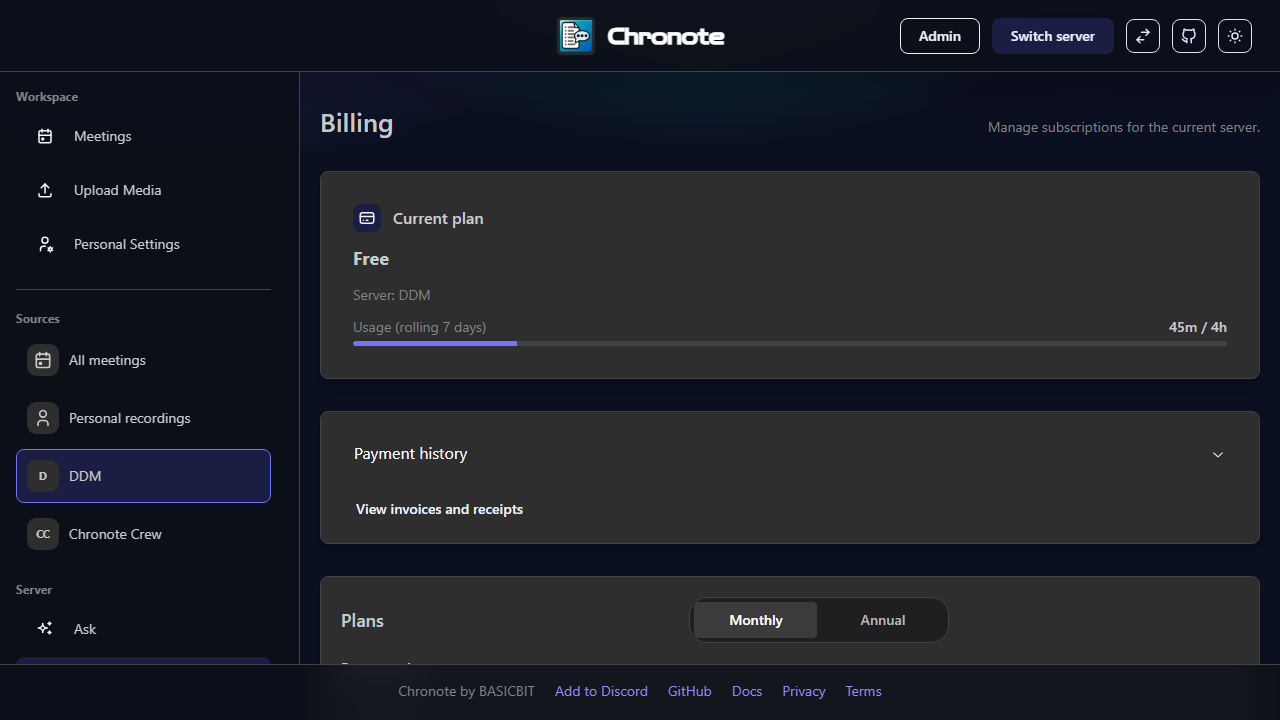 Chronote
Admin
Switch server
Workspace
Meetings
Upload Media
Personal Settings
Sources
All meetings
Personal recordings
D
DDM
CC
Chronote Crew
Server
Ask
Billing
Manage subscriptions for the current server.
Current plan
Free
Server: DDM
Usage (rolling 7 days)
45m / 4h
Payment history
View invoices and receipts
Plans
Monthly
Annual
Chronote by BASICBIT
Add to Discord
GitHub
Docs
Privacy
Terms